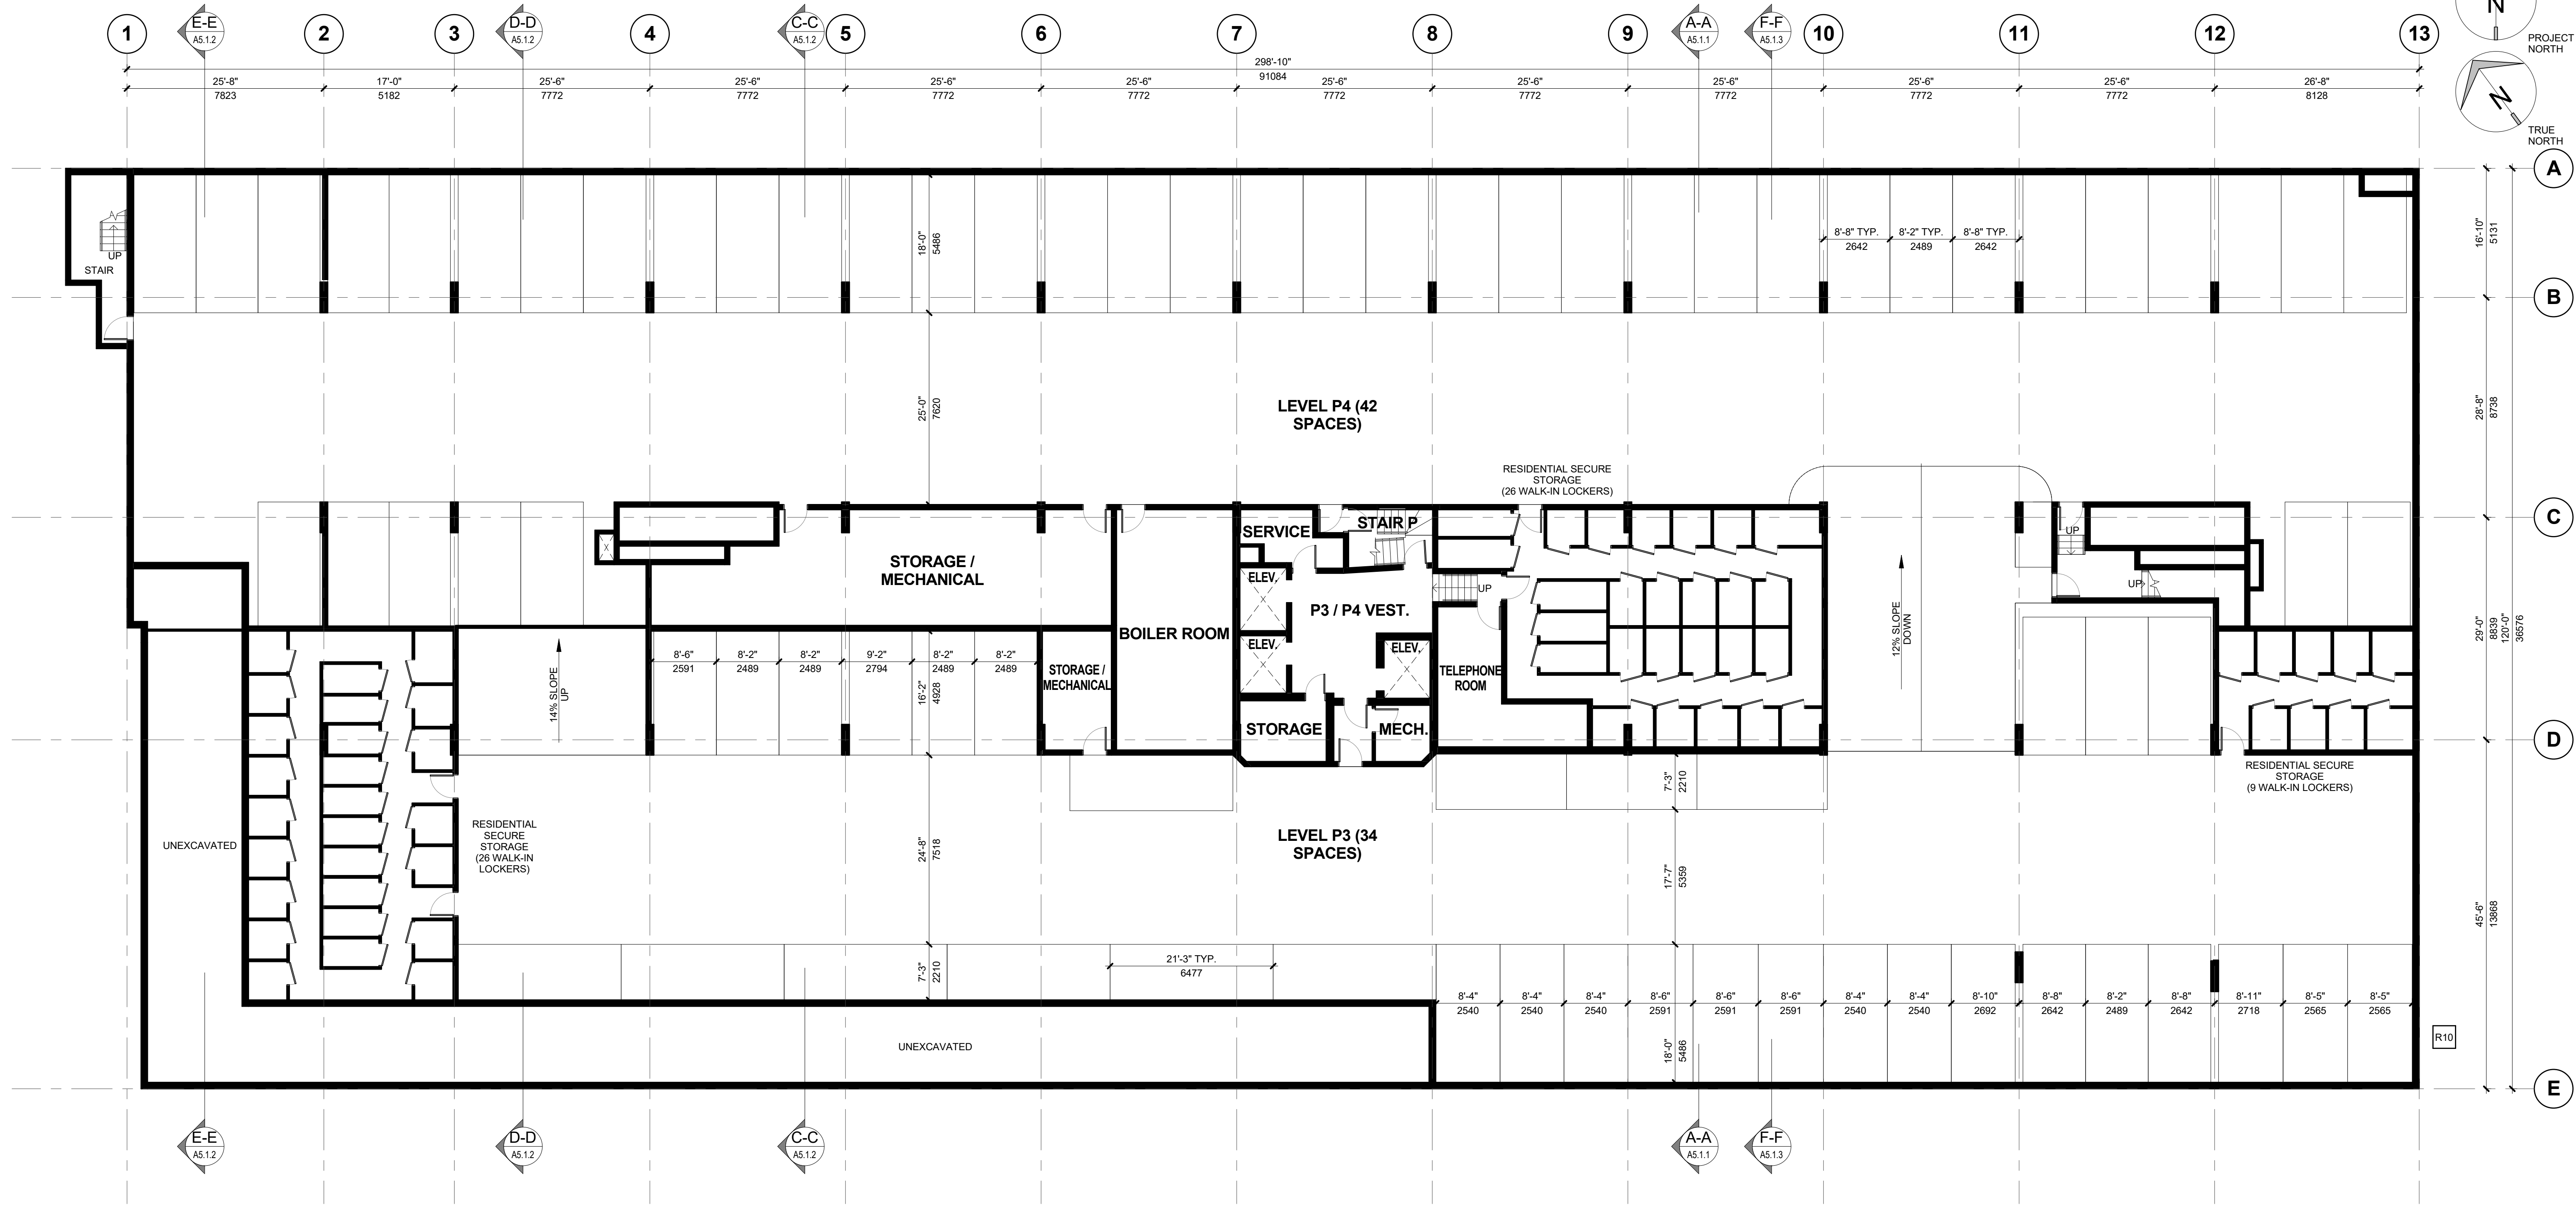 E-E
A5.1.2
D-D
A5.1.2
C-C
A5.1.2
A-A
A5.1.1
F-F
A5.1.3
N
PROJECT
NORTH
1
2
3
4
5
6
7
8
9
10
11
12
13
298'-10"
91084
25'-8"
17'-0"
25'-6"
25'-6"
25'-6"
25'-6"
25'-6"
25'-6"
25'-6"
25'-6"
25'-6"
26'-8"
7823
5182
7772
7772
7772
7772
7772
7772
7772
7772
7772
8128
N
TRUE
NORTH
A
B
C
D
E
16'-10"
5131
28'-8"
8738
29'-0"
8839
120'-0"
36576
45'-6"
13868
UP
STAIR
18'-0"
5486
8'-8" TYP.
8'-2" TYP.
8'-8" TYP.
2642
2489
2642
25'-0"
7620
LEVEL P4 (42
SPACES)
RESIDENTIAL SECURE
STORAGE
(26 WALK-IN LOCKERS)
STORAGE /
MECHANICAL
BOILER ROOM
SERVICE
STAIR P
ELEV.
P3 / P4 VEST.
UP
ELEV.
ELEV.
TELEPHONE
ROOM
STORAGE
MECH.
12% SLOPE
DOWN
UP
UP
14% SLOPE
UP
8'-6"
8'-2"
8'-2"
9'-2"
8'-2"
8'-2"
2591
2489
2489
2794
2489
2489
16'-2"
4928
STORAGE /
MECHANICAL
RESIDENTIAL SECURE
STORAGE
(9 WALK-IN LOCKERS)
7'-3"
2210
UNEXCAVATED
RESIDENTIAL
SECURE
STORAGE
(26 WALK-IN
LOCKERS)
24'-8"
7518
LEVEL P3 (34
SPACES)
17'-7"
5359
7'-3"
2210
21'-3" TYP.
6477
8'-4"
8'-4"
8'-4"
8'-6"
8'-6"
8'-6"
8'-4"
8'-4"
8'-10"
8'-8"
8'-2"
8'-8"
8'-11"
8'-5"
8'-5"
2540
2540
2540
2591
2591
2591
2540
2540
2692
2642
2489
2642
2718
2565
2565
18'-0"
5486
UNEXCAVATED
R10
E-E
A5.1.2
D-D
A5.1.2
C-C
A5.1.2
A-A
A5.1.1
F-F
A5.1.3